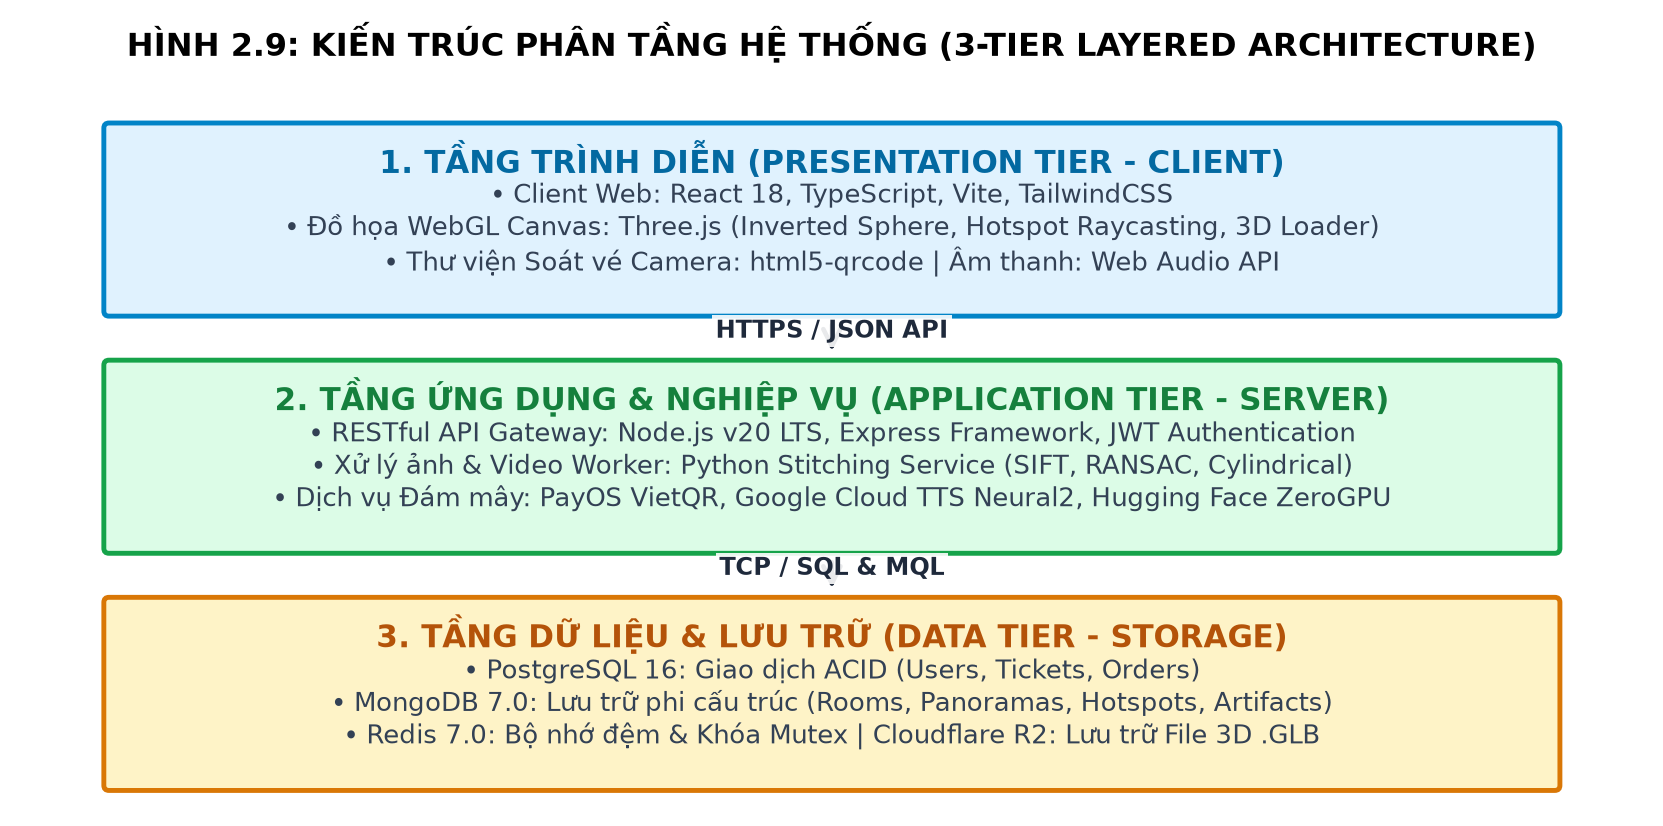 HÌNH 2.9: KIẾN TRÚC PHÂN TẦNG HỆ THỐNG (3-TIER LAYERED ARCHITECTURE)
1. TẦNG TRÌNH DIỄN (PRESENTATION TIER - CLIENT)
• Client Web: React 18, TypeScript, Vite, TailwindCSS
• Đồ họa WebGL Canvas: Three.js (Inverted Sphere, Hotspot Raycasting, 3D Loader)
• Thư viện Soát vé Camera: html5-qrcode | Âm thanh: Web Audio API
HTTPS / JSON API
2. TẦNG ỨNG DỤNG & NGHIỆP VỤ (APPLICATION TIER - SERVER)
• RESTful API Gateway: Node.js v20 LTS, Express Framework, JWT Authentication
• Xử lý ảnh & Video Worker: Python Stitching Service (SIFT, RANSAC, Cylindrical)
• Dịch vụ Đám mây: PayOS VietQR, Google Cloud TTS Neural2, Hugging Face ZeroGPU
TCP / SQL & MQL
3. TẦNG DỮ LIỆU & LƯU TRỮ (DATA TIER - STORAGE)
• PostgreSQL 16: Giao dịch ACID (Users, Tickets, Orders)
• MongoDB 7.0: Lưu trữ phi cấu trúc (Rooms, Panoramas, Hotspots, Artifacts)
• Redis 7.0: Bộ nhớ đệm & Khóa Mutex | Cloudflare R2: Lưu trữ File 3D .GLB